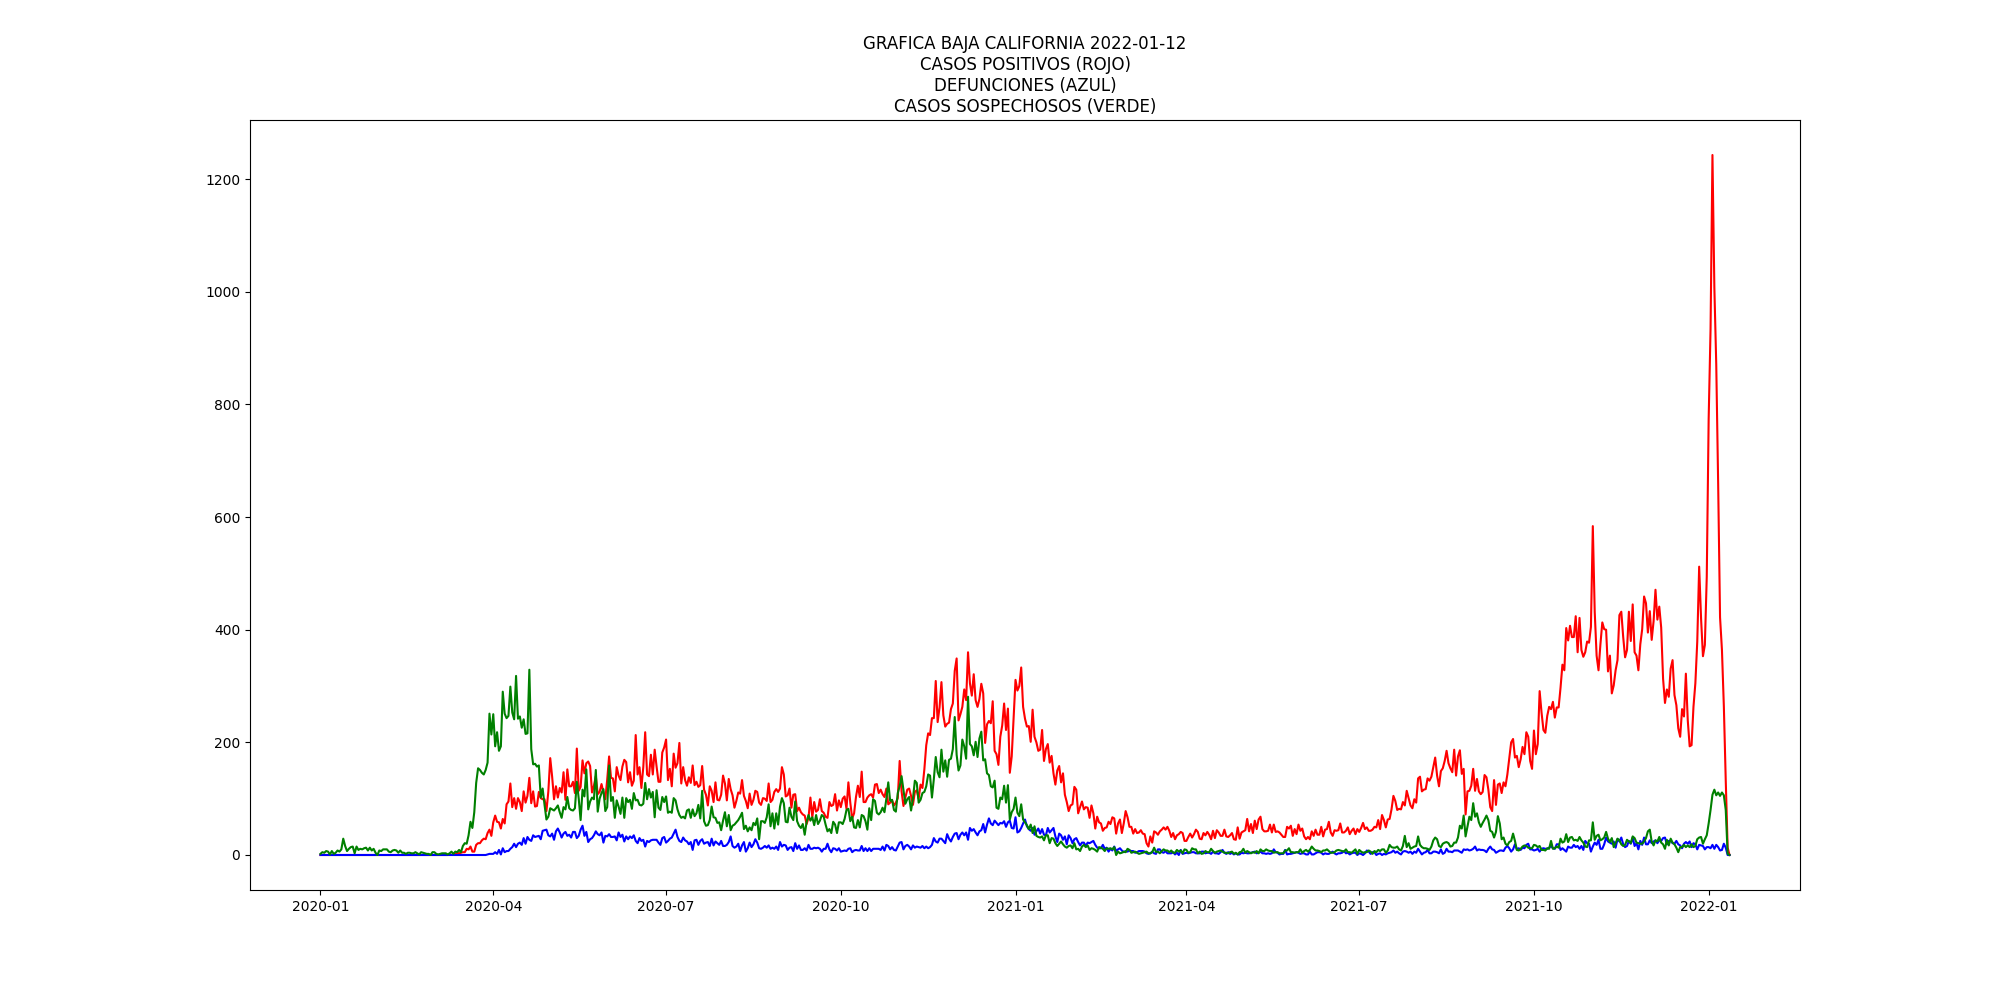 GRAFICA BAJA CALIFORNIA 2022-01-12
CASOS POSITIVOS (ROJO)
DEFUNCIONES (AZUL)
CASOS SOSPECHOSOS (VERDE)
1200
1000
800
600
400
200
0
2020-01 2020-04 2020-07 2020-10 2021-01 2021-04 2021-07 2021-10 2022-01